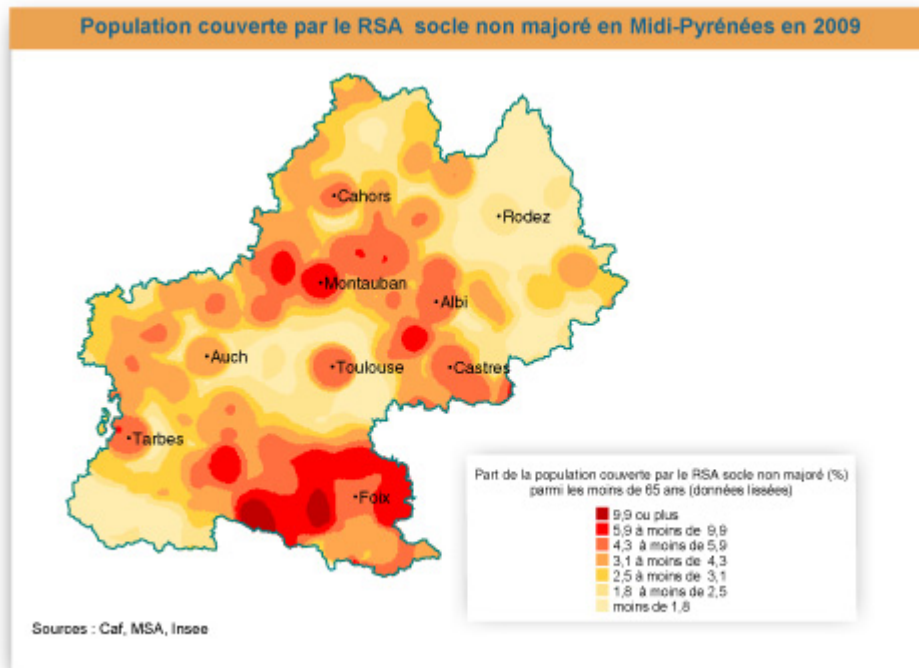 Population couverte par le RSA socle non majoré en Midi-Pyrénées en 2009
Cahors
Rodez
Montauban
Albi
Auch
Toulouse
Castres
Tarbes
Foix
Part de la population couverte par le RSA socle non majoré (%)
parmi les moins de 65 ans (données lissées)
9,9 ou plus
5,9 à moins de 9,9
4,3 à moins de 5,9
3,1 à moins de 4,3
2,5 à moins de 3,1
1,8 à moins de 2,5
moins de 1,8
Sources : Caf, MSA, Insee